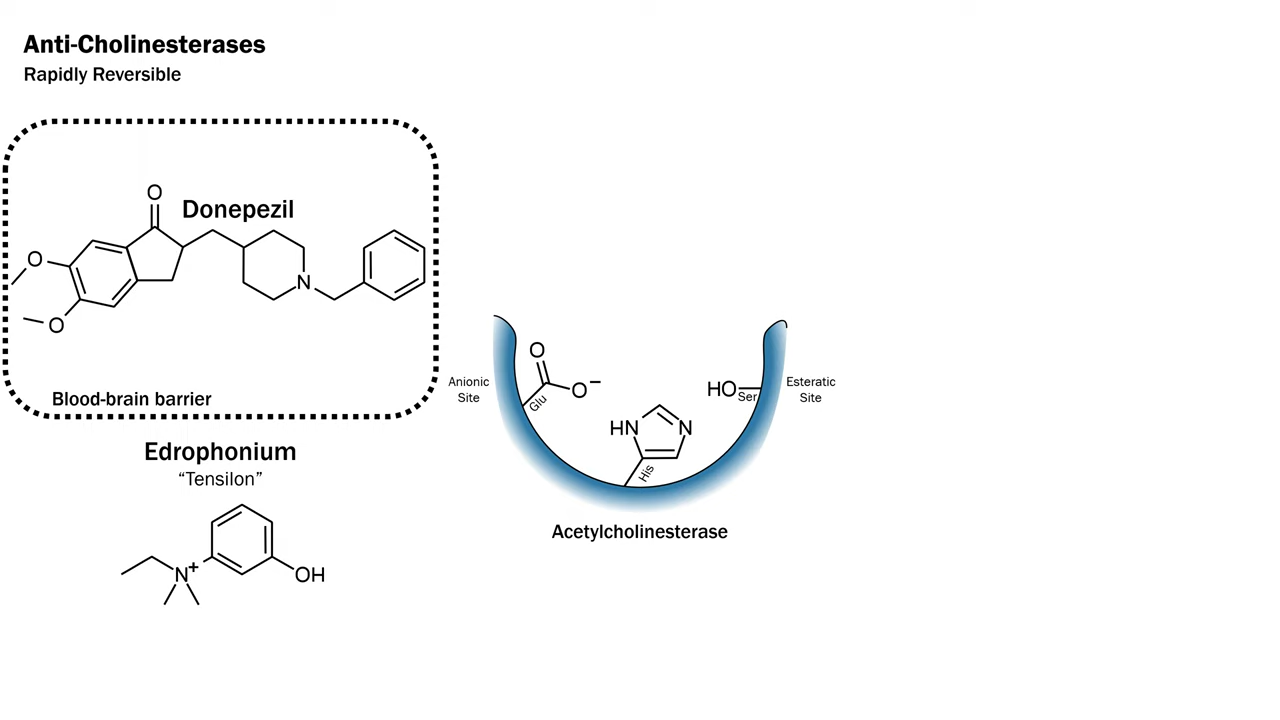 Anti-Cholinesterases
Rapidly Reversible
O
Donepezil
O
O
N
Blood-brain barrier
Edrophonium
“Tensilon”
N+
OH
Anionic
Site
O
O−
Glu
HN
N
His
HO
Ser
Esteratic
Site
Acetylcholinesterase